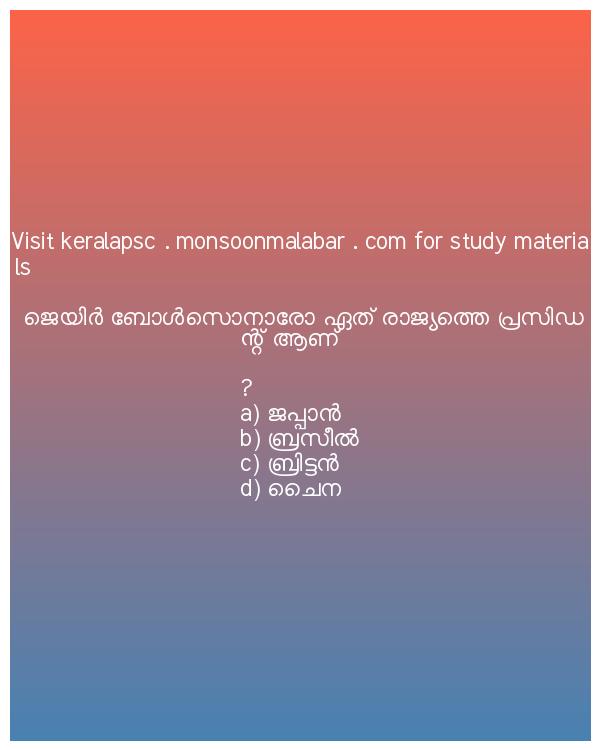 Visit keralapsc . monsoonmalabar . com for study materia
ls
ജെയിർ ബോൾസൊനാരോ ഏത് രാജ്യത്തെ പ്രസിഡ
ന്റ് ആണ്
?
a) ജപ്പാൻ
b) ബ്രസീൽ
c) ബ്രിട്ടൻ
d) ചൈന